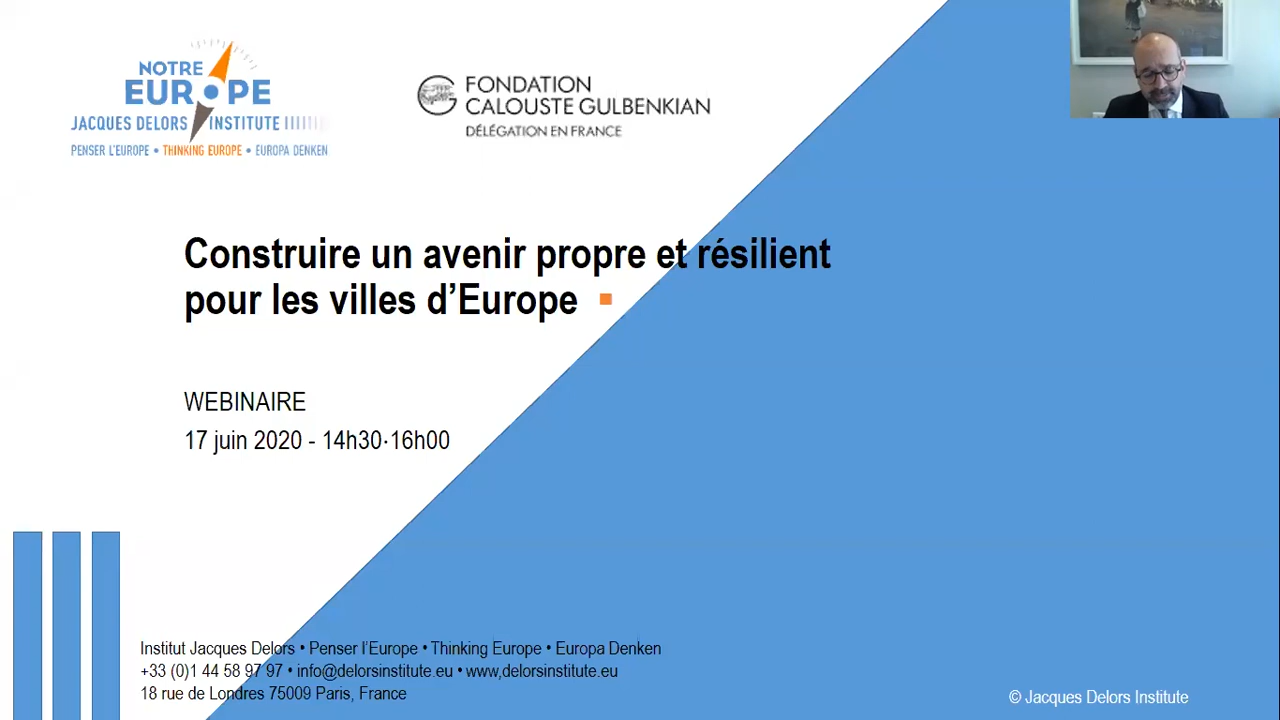 NOTRE
EUROPE
JACQUES DELORS INSTITUTE
PENSER L'EUROPE • THINKING EUROPE • EUROPA DENKEN
FONDATION
CALOUSTE GULBENKIAN
DÉLÉGATION EN FRANCE
Construire un avenir propre et résilient
pour les villes d’Europe
WEBINAIRE
17 juin 2020 - 14h30·16h00
Institut Jacques Delors • Penser l’Europe • Thinking Europe • Europa Denken
+33 (0)1 44 58 97 97 • info@delorsinstitute.eu • www,delorsinstitute.eu
18 rue de Londres 75009 Paris, France
© Jacques Delors Institute